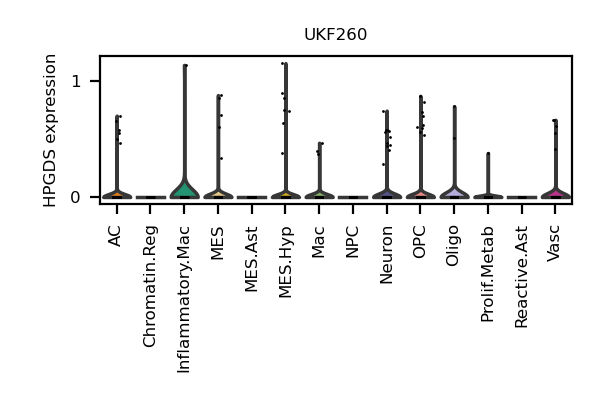 UKF260
HPGDS expression
1
0
AC
Chromatin.Reg
Inflammatory.Mac
MES
MES.Ast
MES.Hyp
Mac
NPC
Neuron
OPC
Oligo
Prolif.Metab
Reactive.Ast
Vasc